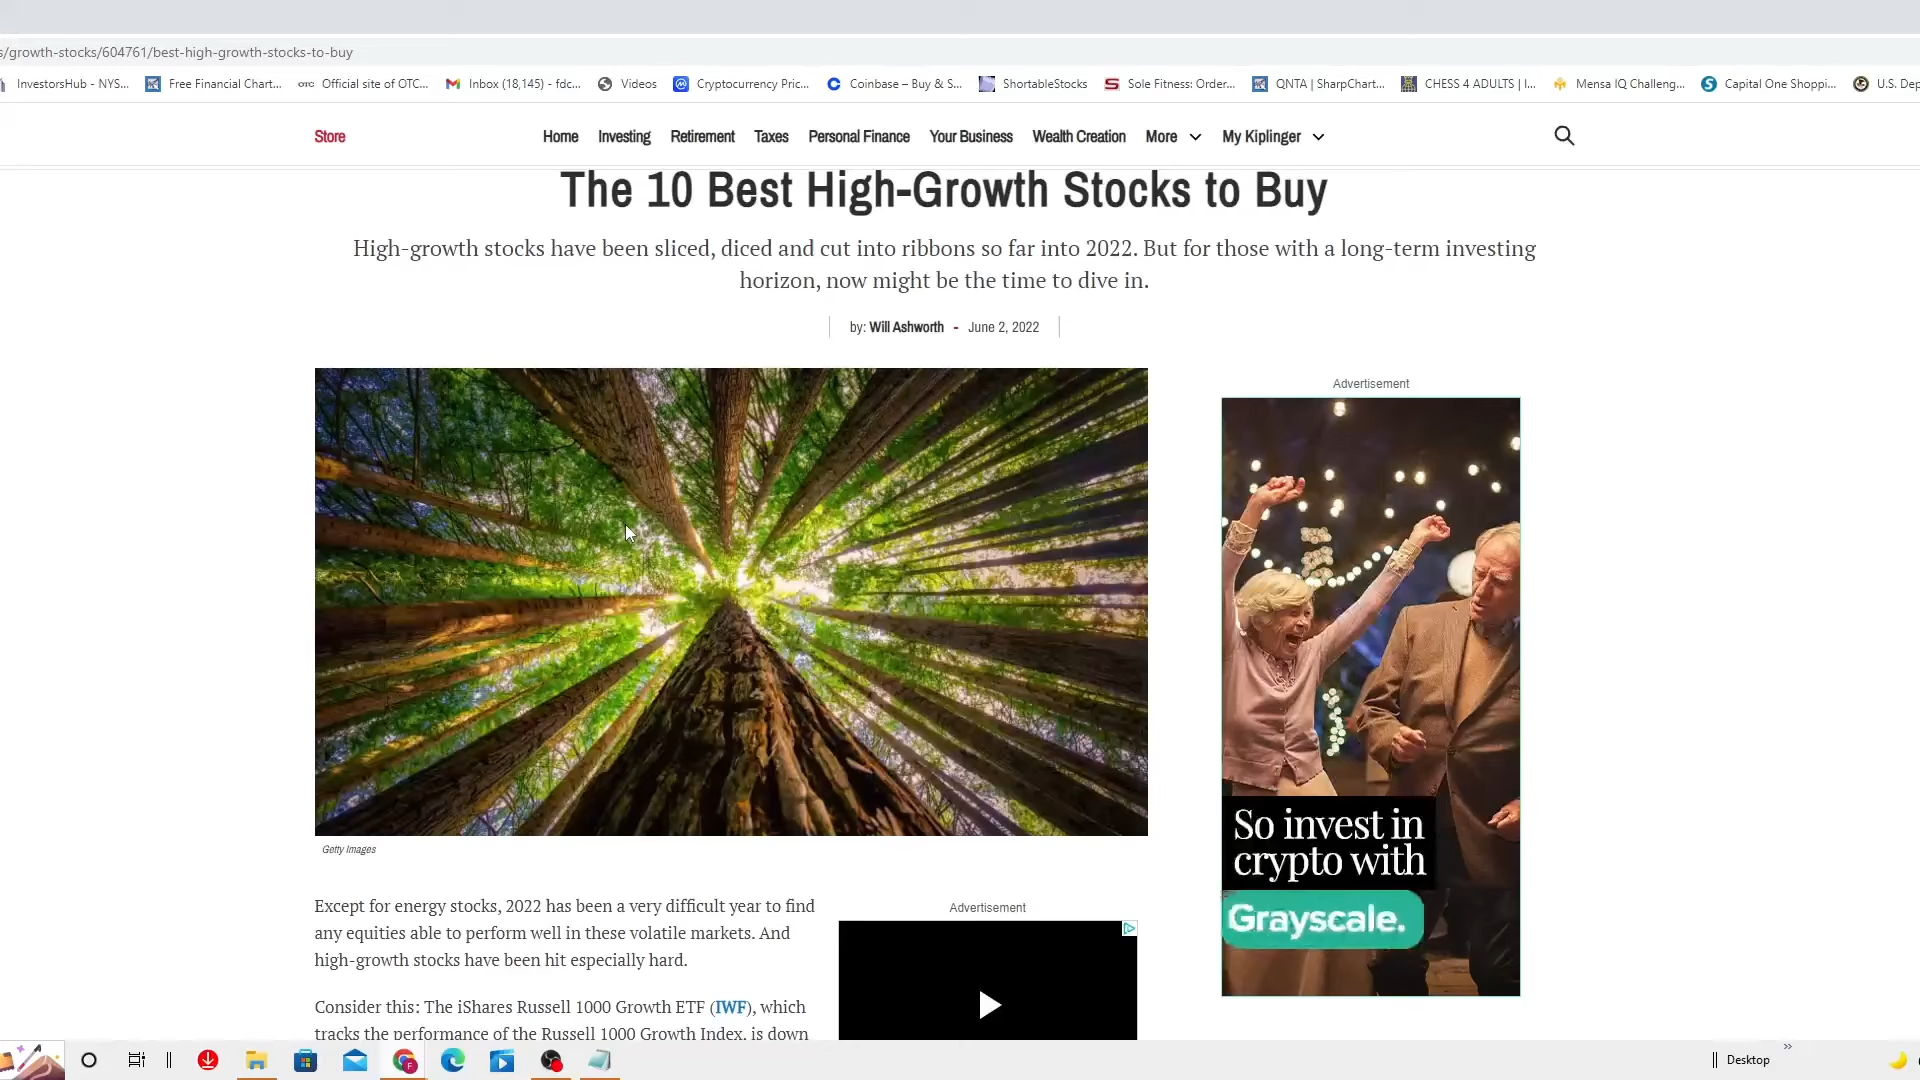 s/growth-stocks/604761/best-high-growth-stocks-to-buy
InvestorsHub - NYS... Free Financial Chart... OTC Official site of OTC... Inbox (18,145) - fdc... Videos Cryptocurrency Pric... Coinbase – Buy & S... ShortableStocks Sole Fitness: Order... QNTA | SharpChart... CHESS 4 ADULTS | I... Mensa IQ Challeng... Capital One Shoppi... U.S. Dep
Store Home Investing Retirement Taxes Personal Finance Your Business Wealth Creation More My Kiplinger
The 10 Best High-Growth Stocks to Buy
High-growth stocks have been sliced, diced and cut into ribbons so far into 2022. But for those with a long-term investing
horizon, now might be the time to dive in.
by: Will Ashworth - June 2, 2022
Advertisement
So invest in
crypto with
Grayscale.
Getty Images
Except for energy stocks, 2022 has been a very difficult year to find
any equities able to perform well in these volatile markets. And
high-growth stocks have been hit especially hard.
Advertisement
Consider this: The iShares Russell 1000 Growth ETF (IWF), which
tracks the performance of the Russell 1000 Growth Index, is down
Desktop